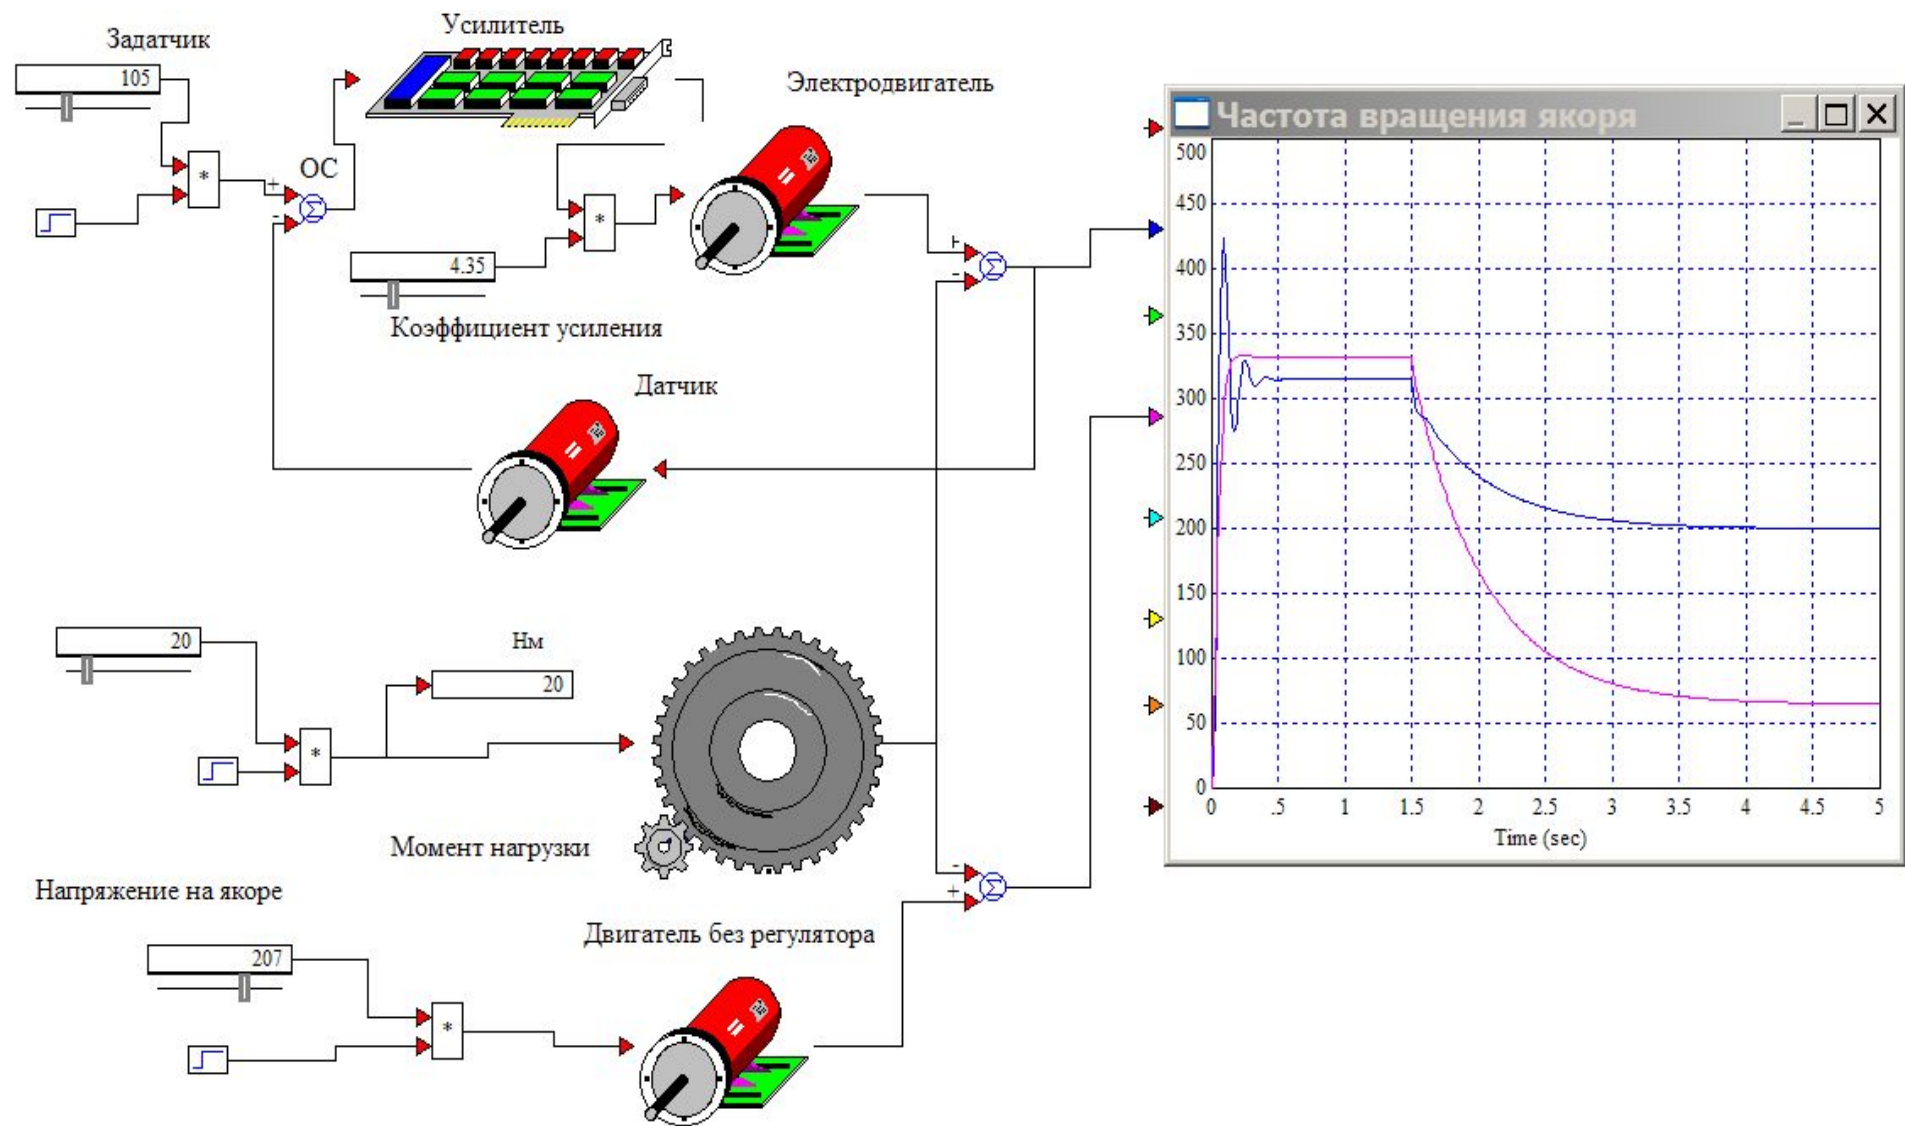 Задатчик
105
*
+
-
ОС
Σ
Усилитель
Электродвигатель
*
4.35
Коэффициент усиления
-
Σ
Датчик
20
Нм
20
*
Момент нагрузки
Напряжение на якоре
207
*
Двигатель без регулятора
-
+
Σ
Частота вращения якоря
500
450
400
350
300
250
200
150
100
50
0
0 .5 1 1.5 2 2.5 3 3.5 4 4.5 5
Time (sec)